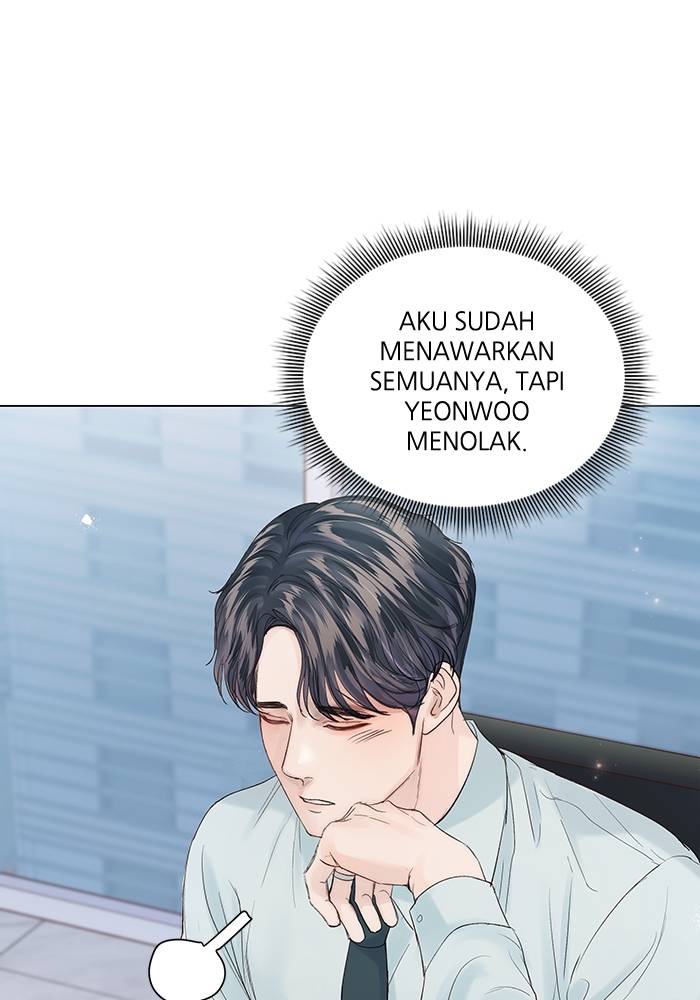 AKU SUDAH
MENAWARKAN
SEMUANYA, TAPI
YEONWOO
MENOLAK.